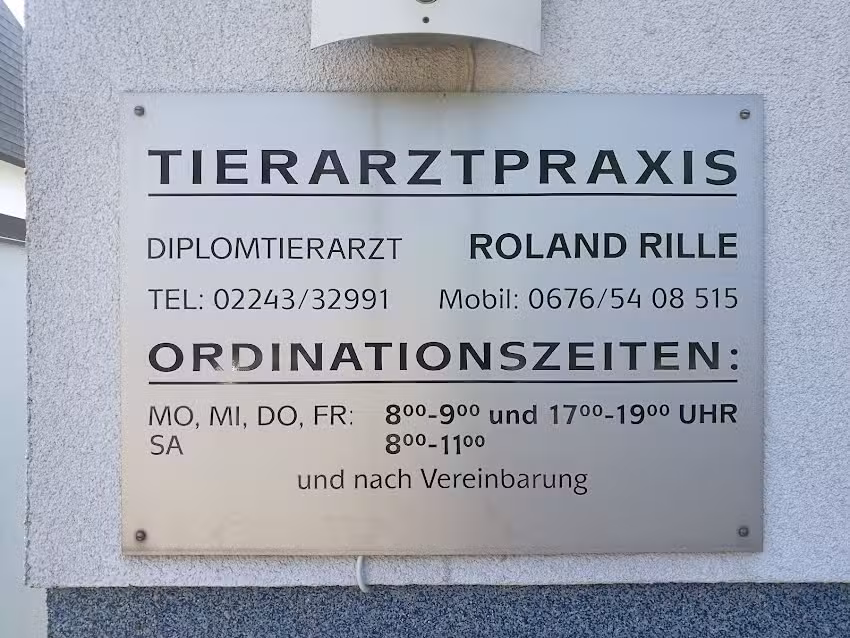 TIERARZTPRAXIS
DIPLOMTIERARZT ROLAND RILLE
TEL: 02243/32991 Mobil: 0676/54 08 515
ORDINATIONSZEITEN:
MO, MI, DO, FR: 8⁰⁰-9⁰⁰ und 17⁰⁰-19⁰⁰ UHR
SA 8⁰⁰-11⁰⁰
und nach Vereinbarung